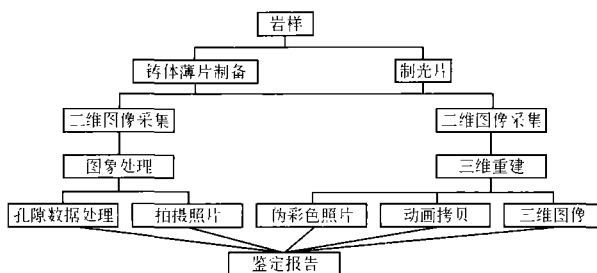 岩样
铸体薄片制备
制光片
二维图像采集
二维图像采集
图象处理
三维重建
孔隙数据处理
拍摄照片
伪彩色照片
动画拷贝
三维图像
鉴定报告